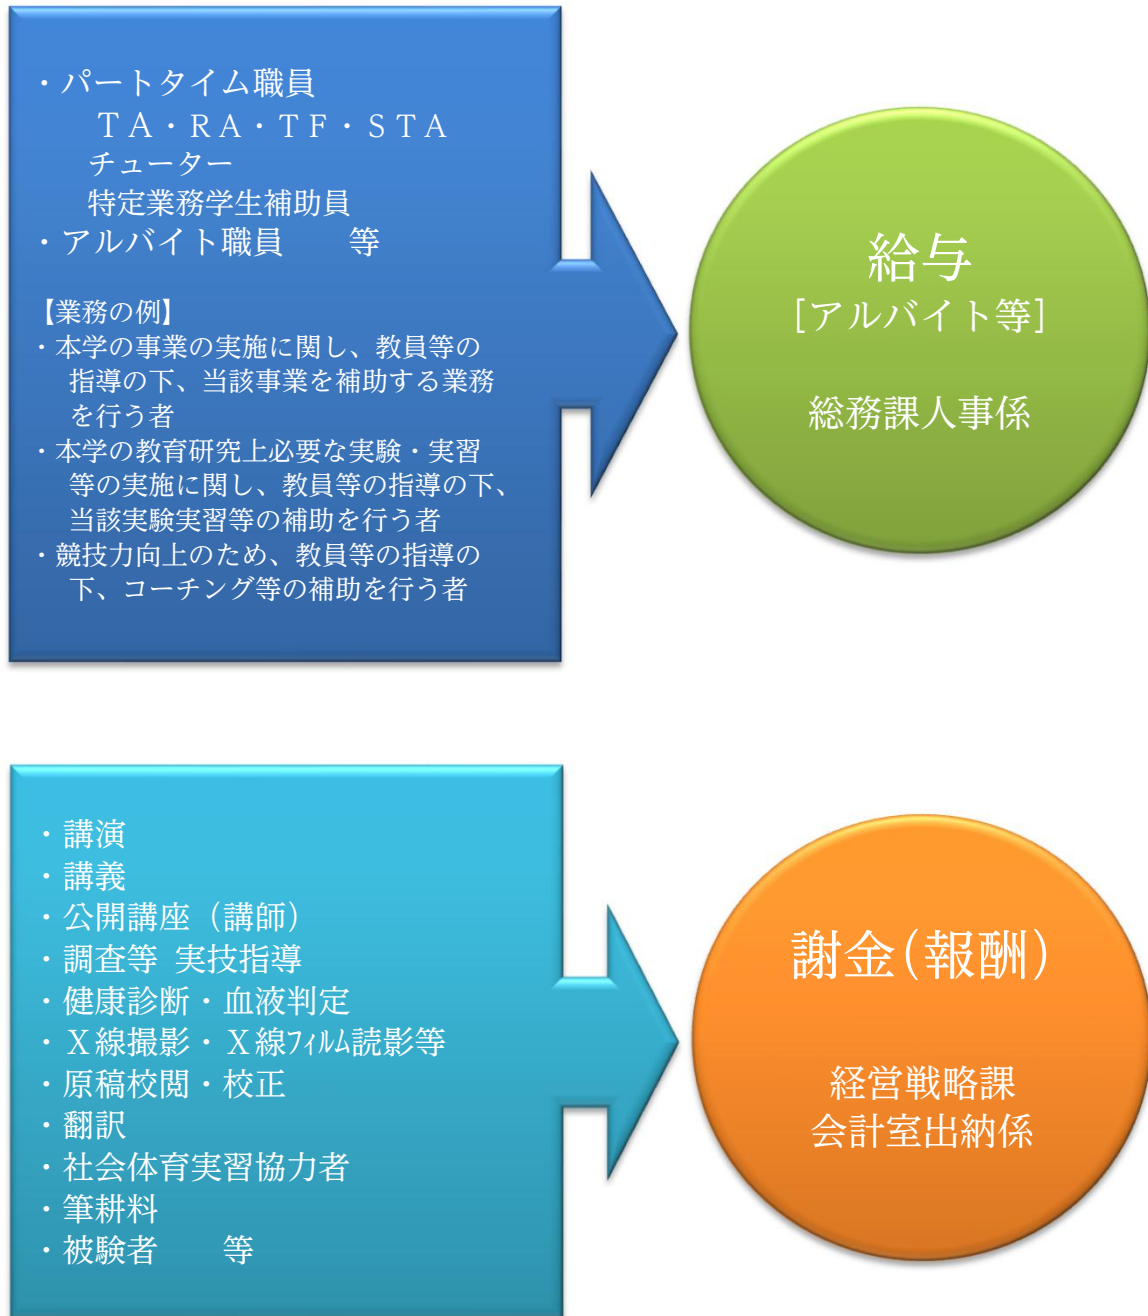 ・パートタイム職員
ＴＡ・ＲＡ・ＴＦ・ＳＴＡ
チューター
特定業務学生補助員
・アルバイト職員　　等
【業務の例】
・本学の事業の実施に関し、教員等の
指導の下、当該事業を補助する業務
を行う者
・本学の教育研究上必要な実験・実習
等の実施に関し、教員等の指導の下、
当該実験実習等の補助を行う者
・競技力向上のため、教員等の指導の
下、コーチング等の補助を行う者
給与
［アルバイト等］
総務課人事係
・講演
・講義
・公開講座（講師）
・調査等 実技指導
・健康診断・血液判定
・Ｘ線撮影・Ｘ線ﾌｨﾙﾑ読影等
・原稿校閲・校正
・翻訳
・社会体育実習協力者
・筆耕料
・被験者　　等
謝金(報酬)
経営戦略課
会計室出納係